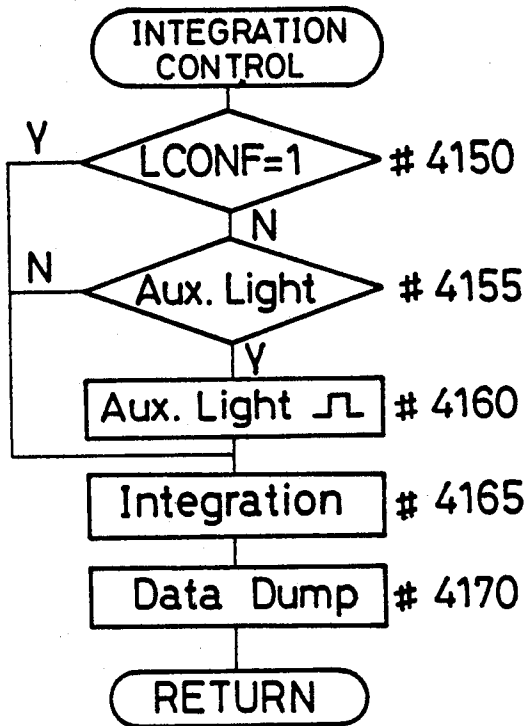 INTEGRATION
CONTROL
Y
LCONF=1 # 4150
N
N
Aux. Light # 4155
Y
Aux. Light # 4160
Integration # 4165
Data Dump # 4170
RETURN